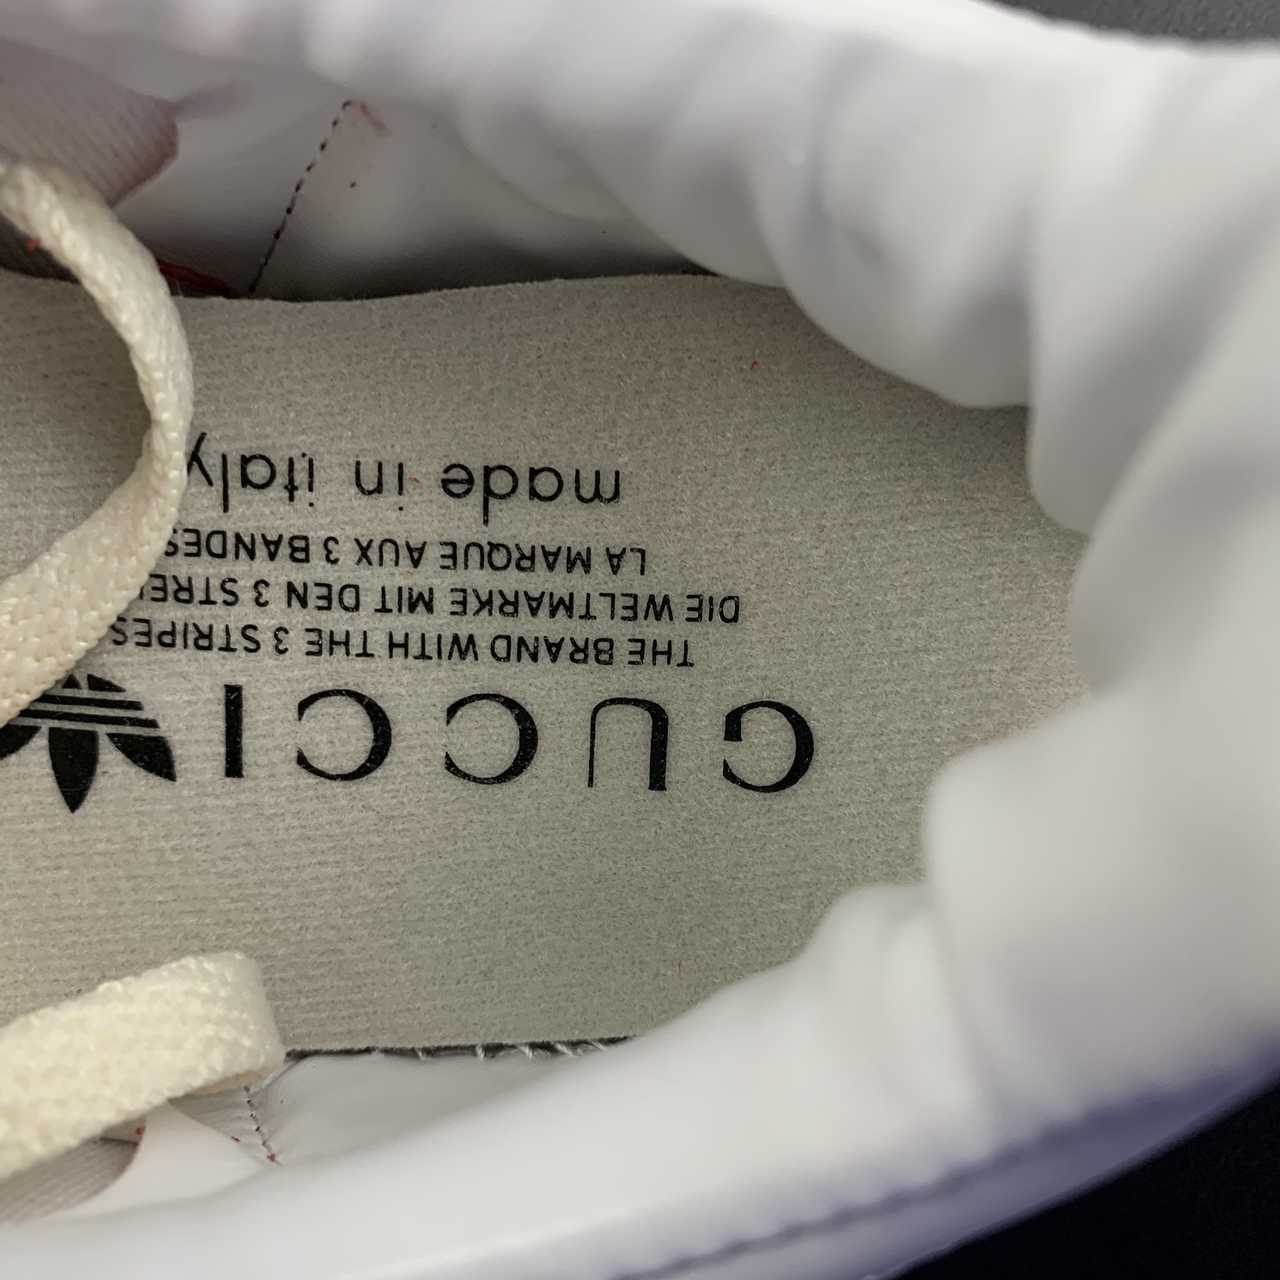 GUCCI
THE BRAND WITH THE 3 STRIPES
DIE WELTMARKE MIT DEN 3
LA MARQUE AUX 3 BANDES
made in italy